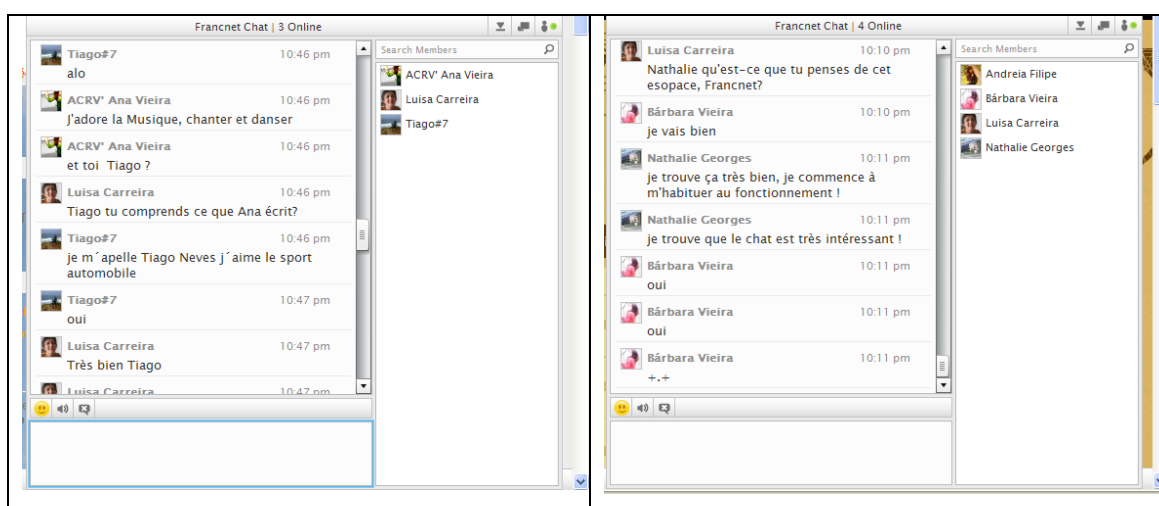 Francnet Chat | 3 Online
Tiago#7 10:46 pm
alo
ACRV' Ana Vieira 10:46 pm
J'adore la Musique, chanter et danser
ACRV' Ana Vieira 10:46 pm
et toi Tiago ?
Luisa Carreira 10:46 pm
Tiago tu comprends ce que Ana écrit?
Tiago#7 10:46 pm
je m´apelle Tiago Neves j´aime le sport
automobile
Tiago#7 10:47 pm
oui
Luisa Carreira 10:47 pm
Très bien Tiago
Luisa Carreira 10:47 pm
Search Members
ACRV' Ana Vieira
Luisa Carreira
Tiago#7
Francnet Chat | 4 Online
Luisa Carreira 10:10 pm
Nathalie qu'est-ce que tu penses de cet
esopace, Francnet?
Bárbara Vieira 10:10 pm
je vais bien
Nathalie Georges 10:11 pm
je trouve ça très bien, je commence à
m'habituer au fonctionnement !
Nathalie Georges 10:11 pm
je trouve que le chat est très intéressant !
Bárbara Vieira 10:11 pm
oui
Bárbara Vieira 10:11 pm
oui
Bárbara Vieira 10:11 pm
+.+
Search Members
Andreia Filipe
Bárbara Vieira
Luisa Carreira
Nathalie Georges